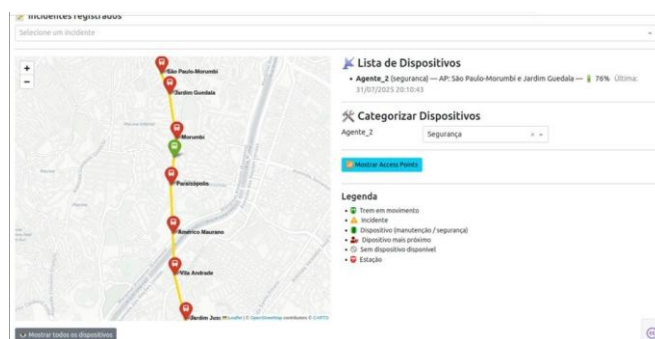 Incidentes registrados
Selecione um incidente
+
−
São Paulo-Morumbi
Jardim Guedala
Morumbi
Paraisópolis
Américo Maurano
Vila Andrade
Jardim Jus
Leaflet | © OpenStreetMap contributors © CARTO
Mostrar todos os dispositivos
Lista de Dispositivos
• Agente_2 (seguranca) — AP: São Paulo-Morumbi e Jardim Guedala — 76% Última:
31/07/2025 20:10:43
Categorizar Dispositivos
Agente_2
Segurança
Mostrar Access Points
Legenda
• Trem em movimento
• Incidente
• Dispositivo (manutenção / segurança)
• Dipositivo mais próximo
• Sem dispositivo disponível
• Estação